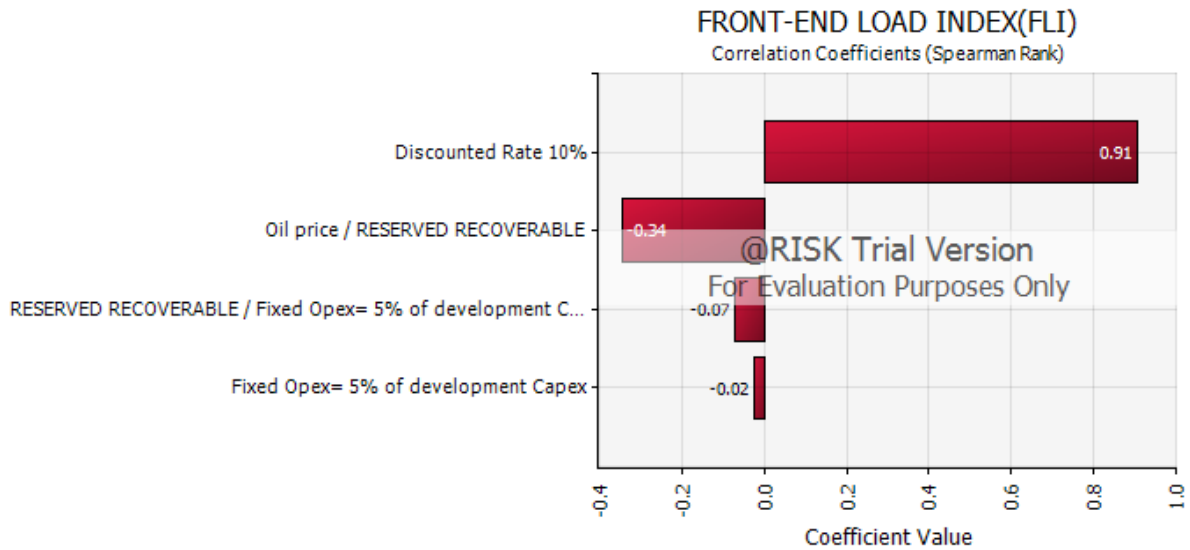 FRONT-END LOAD INDEX(FLI)
Correlation Coefficients (Spearman Rank)
Discounted Rate 10%
0.91
Oil price / RESERVED RECOVERABLE
-0.34
@RISK Trial Version
For Evaluation Purposes Only
RESERVED RECOVERABLE / Fixed Opex= 5% of development C...
-0.07
Fixed Opex= 5% of development Capex
-0.02
-0.4
-0.2
0.0
0.2
0.4
0.6
0.8
1.0
Coefficient Value